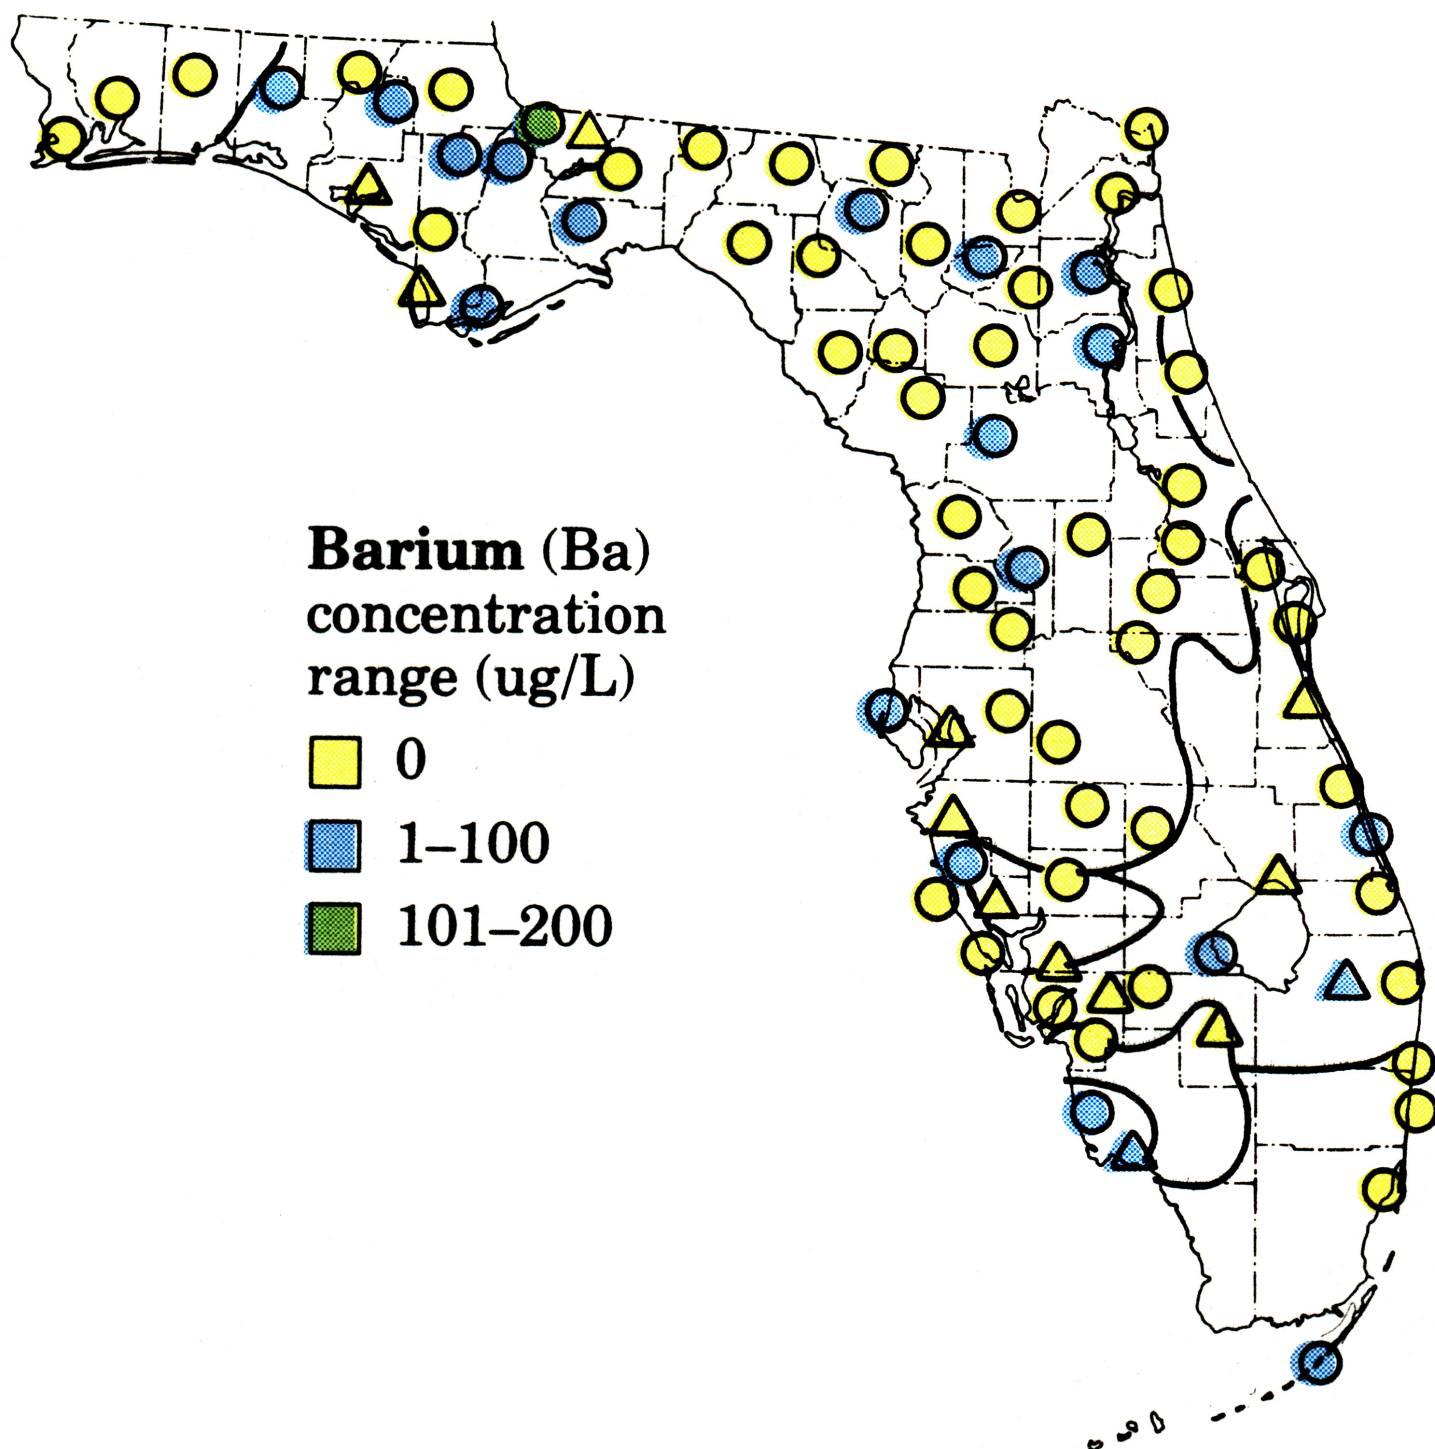 Barium (Ba)
concentration
range (ug/L)
0
1–100
101–200